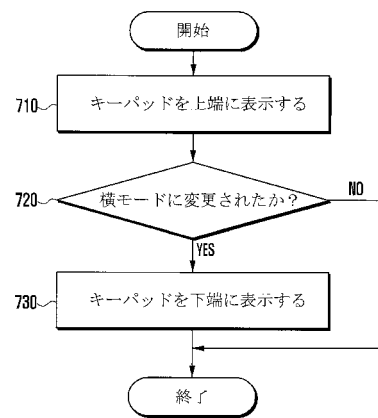 開始
710 キーパッドを上端に表示する
720 横モードに変更されたか？
NO
YES
730 キーパッドを下端に表示する
終了